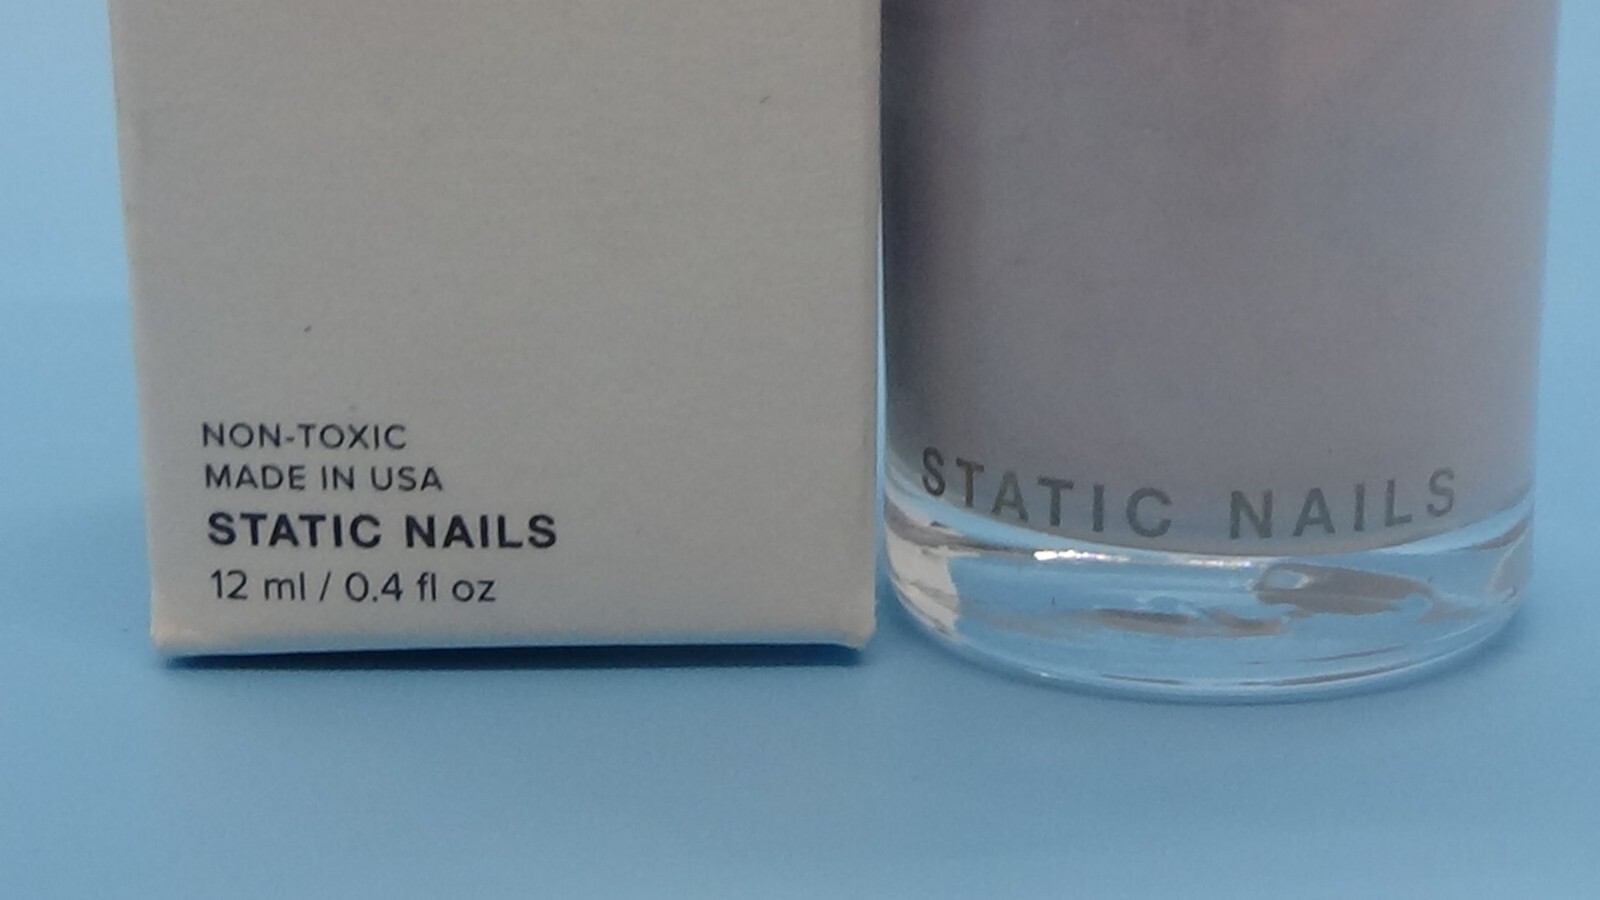 NON-TOXIC
MADE IN USA
STATIC NAILS
12 ml / 0.4 fl oz
STATIC NAILS